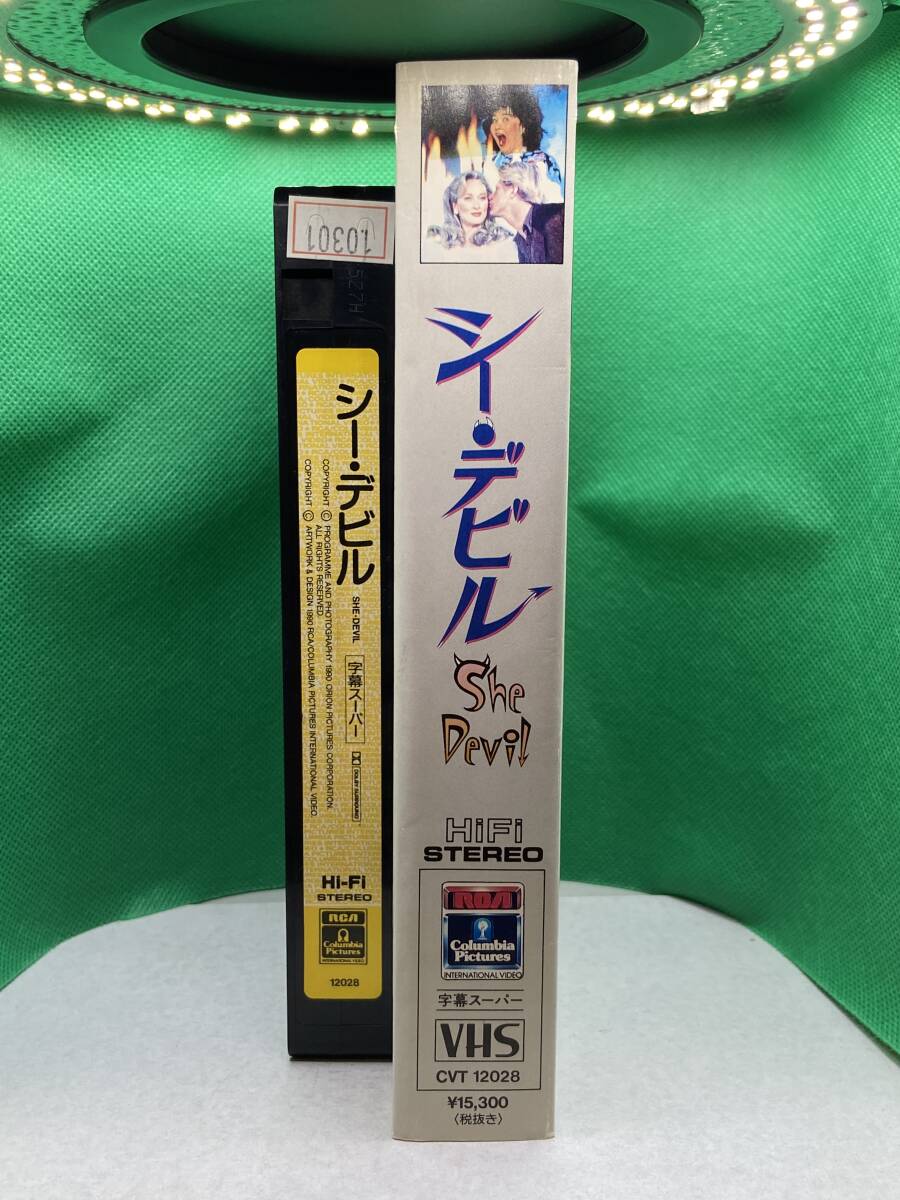 10301
527H
シー・デビル
SHE-DEVIL
字幕スーパー
DOLBY SURROUND
COPYRIGHT Ⓒ PROGRAMME AND PHOTOGRAPHY 1990 ORION PICTURES CORPORATION.
ALL RIGHTS RESERVED.
COPYRIGHT Ⓒ ARTWORK & DESIGN 1990 RCA/COLUMBIA PICTURES INTERNATIONAL VIDEO.
Hi-Fi
STEREO
RCA
Columbia
Pictures
INTERNATIONAL VIDEO
12028
シー・デビル
She
Devil
HiFi
STEREO
RCA
Columbia
Pictures
INTERNATIONAL VIDEO
字幕スーパー
VHS
CVT 12028
¥15,300
〈税抜き〉